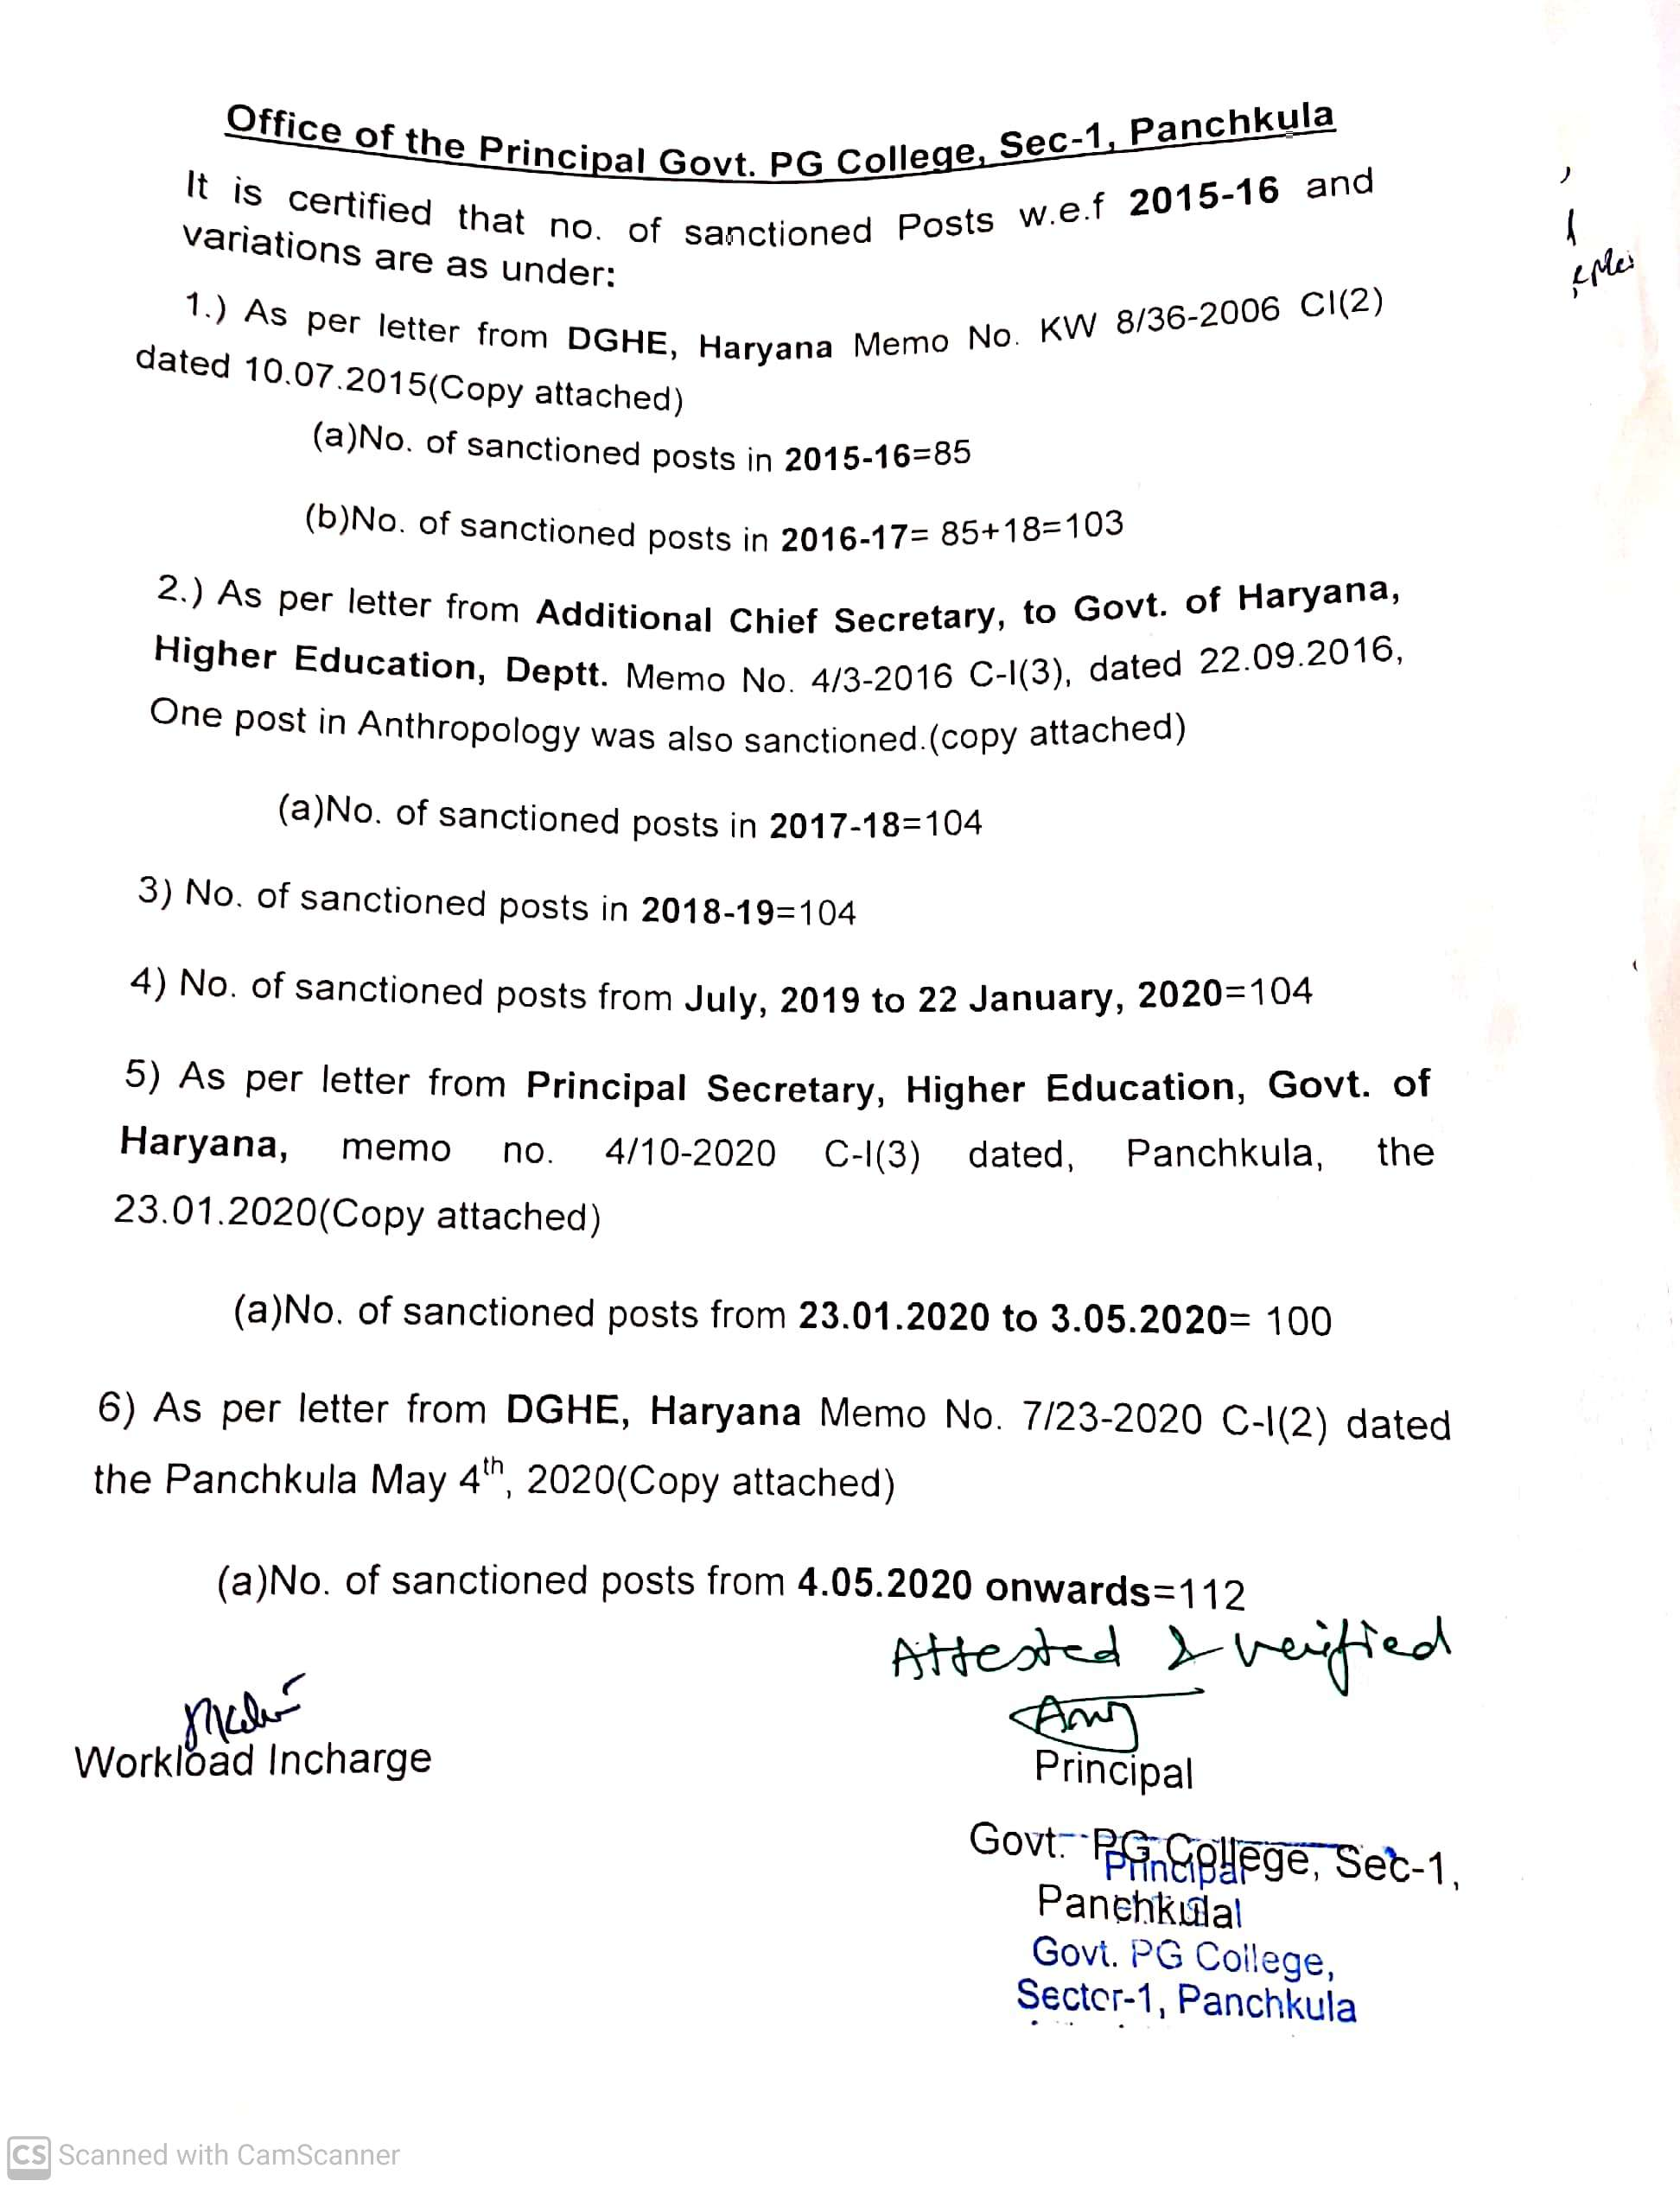 Office of the Principal Govt. PG College, Sec-1, Panchkula
It is certified that no. of sanctioned Posts w.e.f 2015-16 and
variations are as under:
1.) As per letter from DGHE, Haryana Memo No. KW 8/36-2006 CI(2)
dated 10.07.2015(Copy attached)
(a)No. of sanctioned posts in 2015-16=85
(b)No. of sanctioned posts in 2016-17= 85+18=103
2.) As per letter from Additional Chief Secretary, to Govt. of Haryana,
Higher Education, Deptt. Memo No. 4/3-2016 C-I(3), dated 22.09.2016,
One post in Anthropology was also sanctioned.(copy attached)
(a)No. of sanctioned posts in 2017-18=104
3) No. of sanctioned posts in 2018-19=104
4) No. of sanctioned posts from July, 2019 to 22 January, 2020=104
5) As per letter from Principal Secretary, Higher Education, Govt. of
Haryana, memo no. 4/10-2020 C-I(3) dated, Panchkula, the
23.01.2020(Copy attached)
(a)No. of sanctioned posts from 23.01.2020 to 3.05.2020= 100
6) As per letter from DGHE, Haryana Memo No. 7/23-2020 C-I(2) dated
the Panchkula May 4th, 2020(Copy attached)
(a)No. of sanctioned posts from 4.05.2020 onwards=112
Attested & verified
Workload Incharge
Principal
Govt. PG College, Sec-1,
Principal
Panchkula
Govt. PG College,
Sector-1, Panchkula
CS Scanned with CamScanner